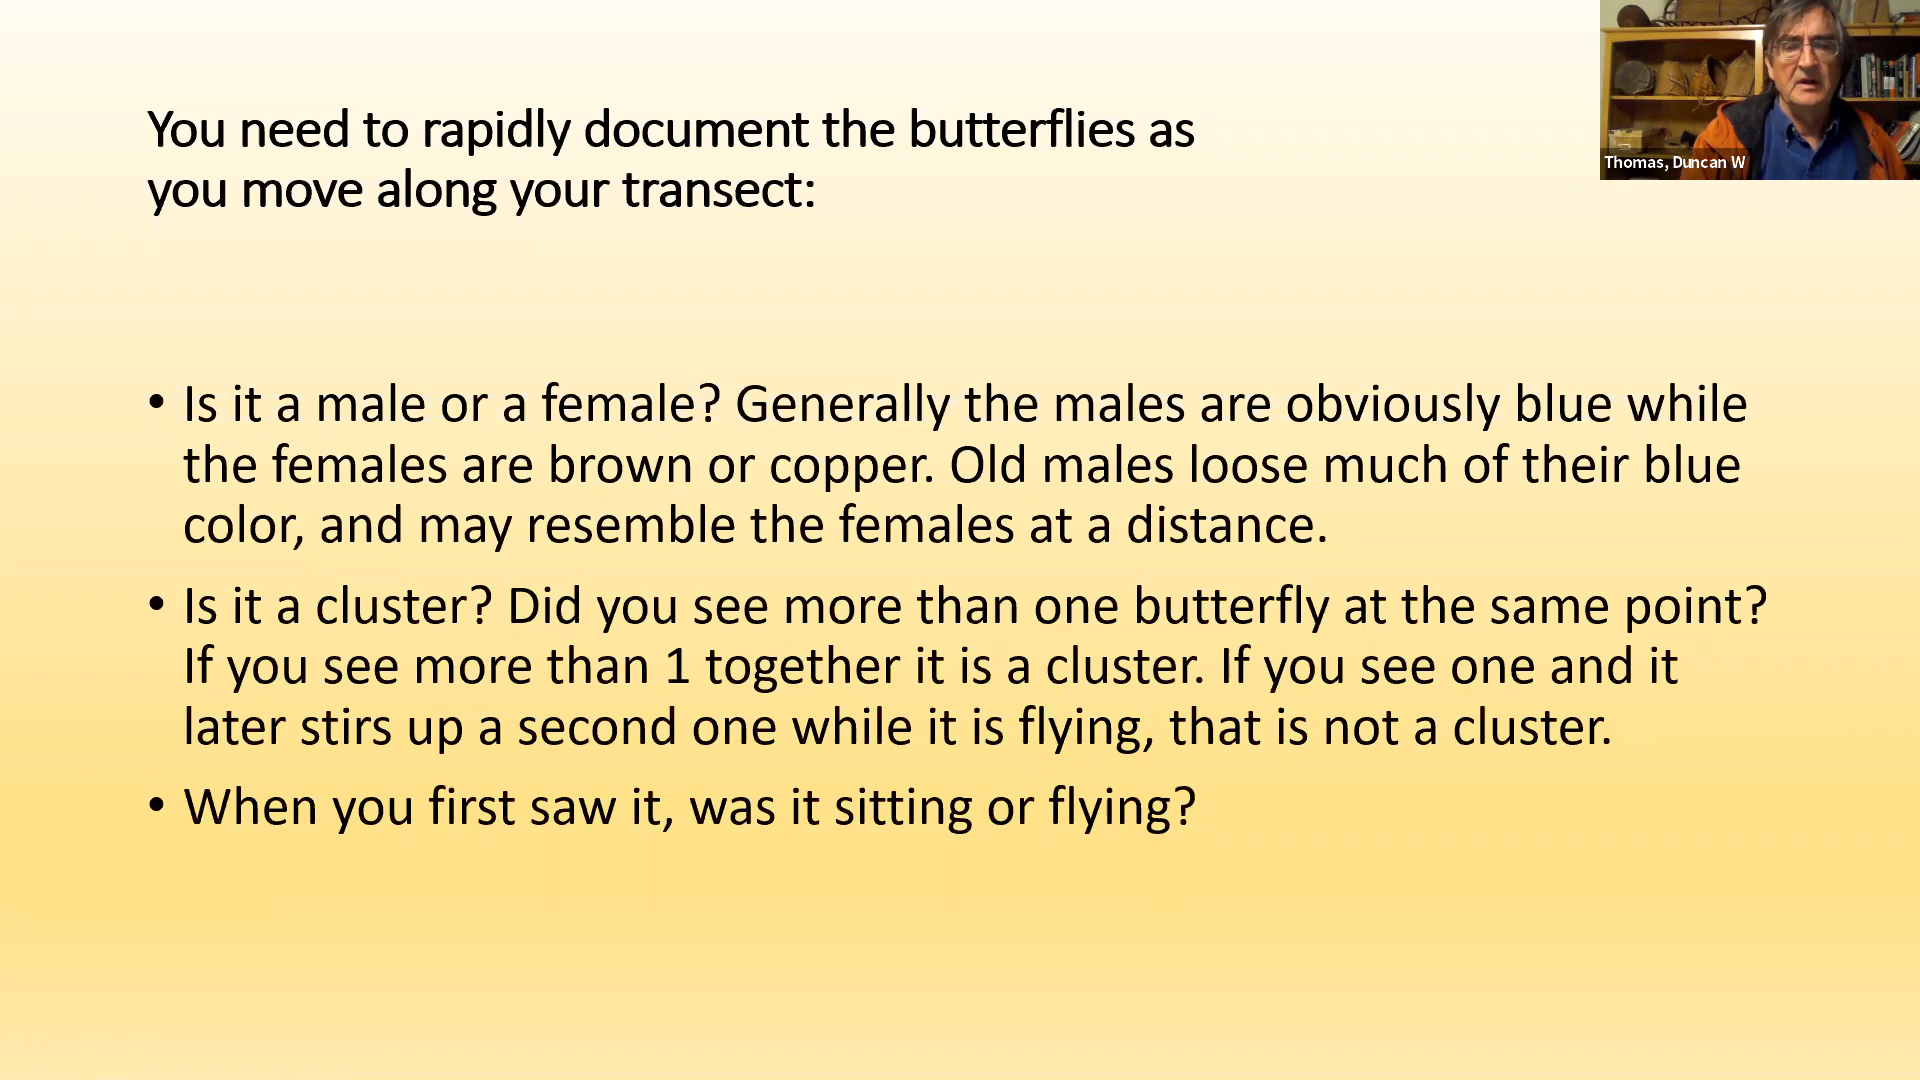 You need to rapidly document the butterflies as
you move along your transect:
Thomas, Duncan W
• Is it a male or a female? Generally the males are obviously blue while
the females are brown or copper. Old males loose much of their blue
color, and may resemble the females at a distance.
• Is it a cluster? Did you see more than one butterfly at the same point?
If you see more than 1 together it is a cluster. If you see one and it
later stirs up a second one while it is flying, that is not a cluster.
• When you first saw it, was it sitting or flying?